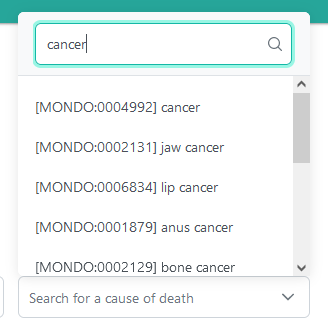 cancer
[MONDO:0004992] cancer
[MONDO:0002131] jaw cancer
[MONDO:0006834] lip cancer
[MONDO:0001879] anus cancer
[MONDO:0002129] bone cancer
Search for a cause of death